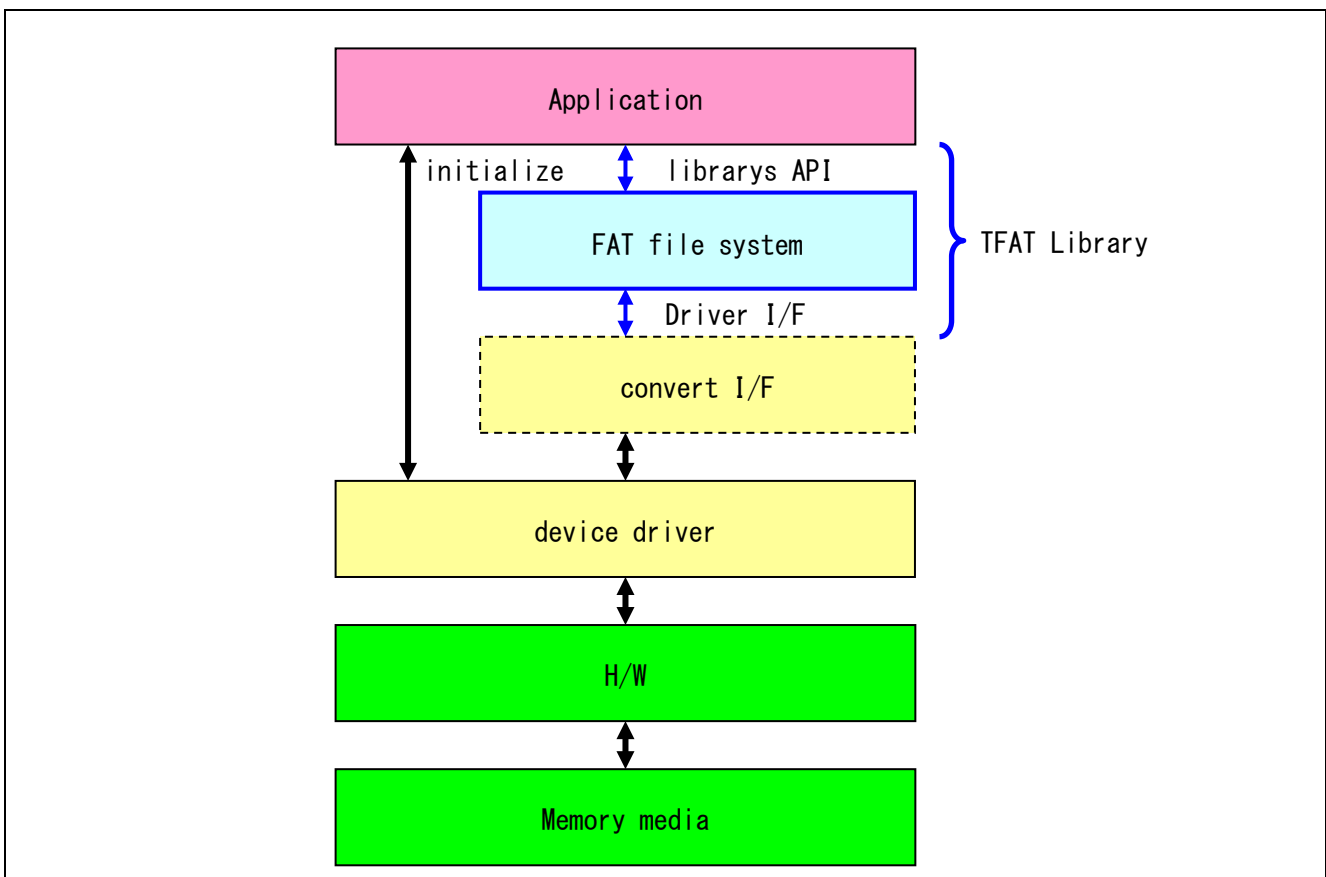 Application
initialize
librarys API
FAT file system
TFAT Library
Driver I/F
convert I/F
device driver
H/W
Memory media